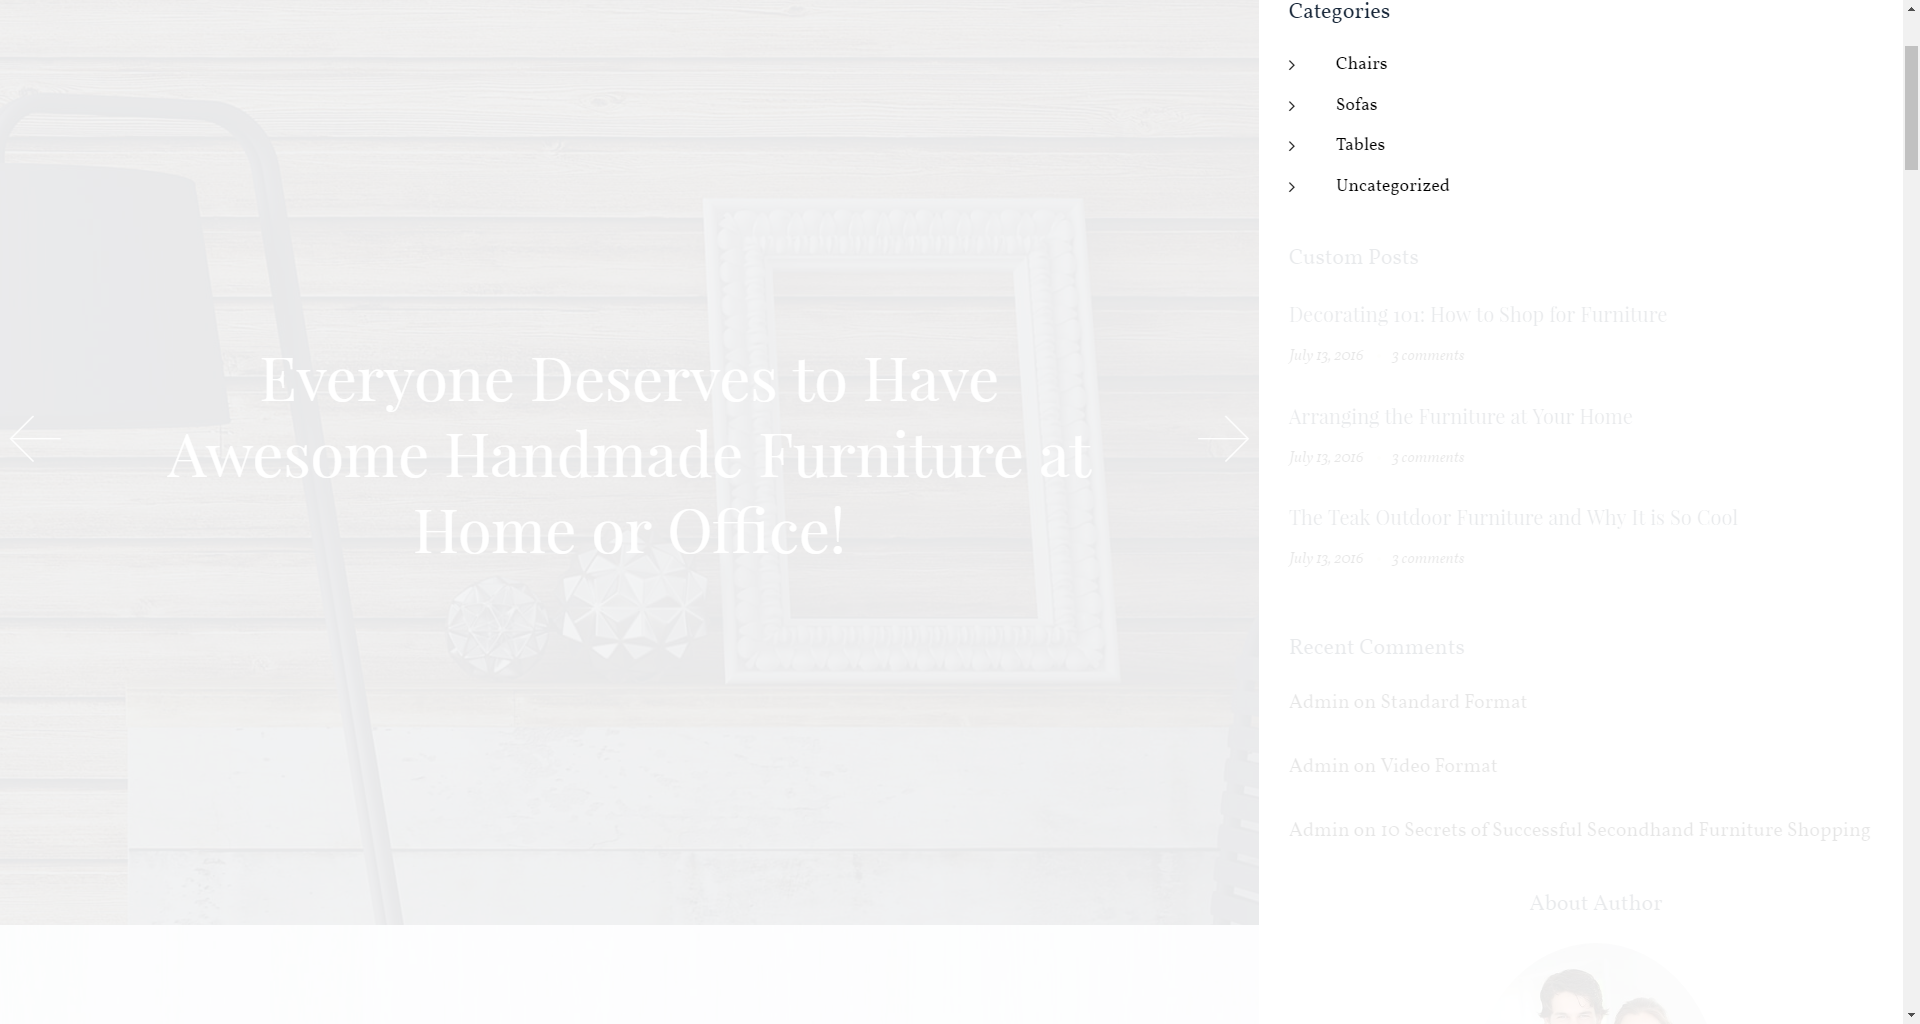 Everyone Deserves to Have
Awesome Handmade Furniture at
Home or Office!
Categories
Chairs
Sofas
Tables
Uncategorized
Custom Posts
Decorating 101: How to Shop for Furniture
July 13, 2016 3 comments
Arranging the Furniture at Your Home
July 13, 2016 3 comments
The Teak Outdoor Furniture and Why It is So Cool
July 13, 2016 3 comments
Recent Comments
Admin on Standard Format
Admin on Video Format
Admin on 10 Secrets of Successful Secondhand Furniture Shopping
About Author